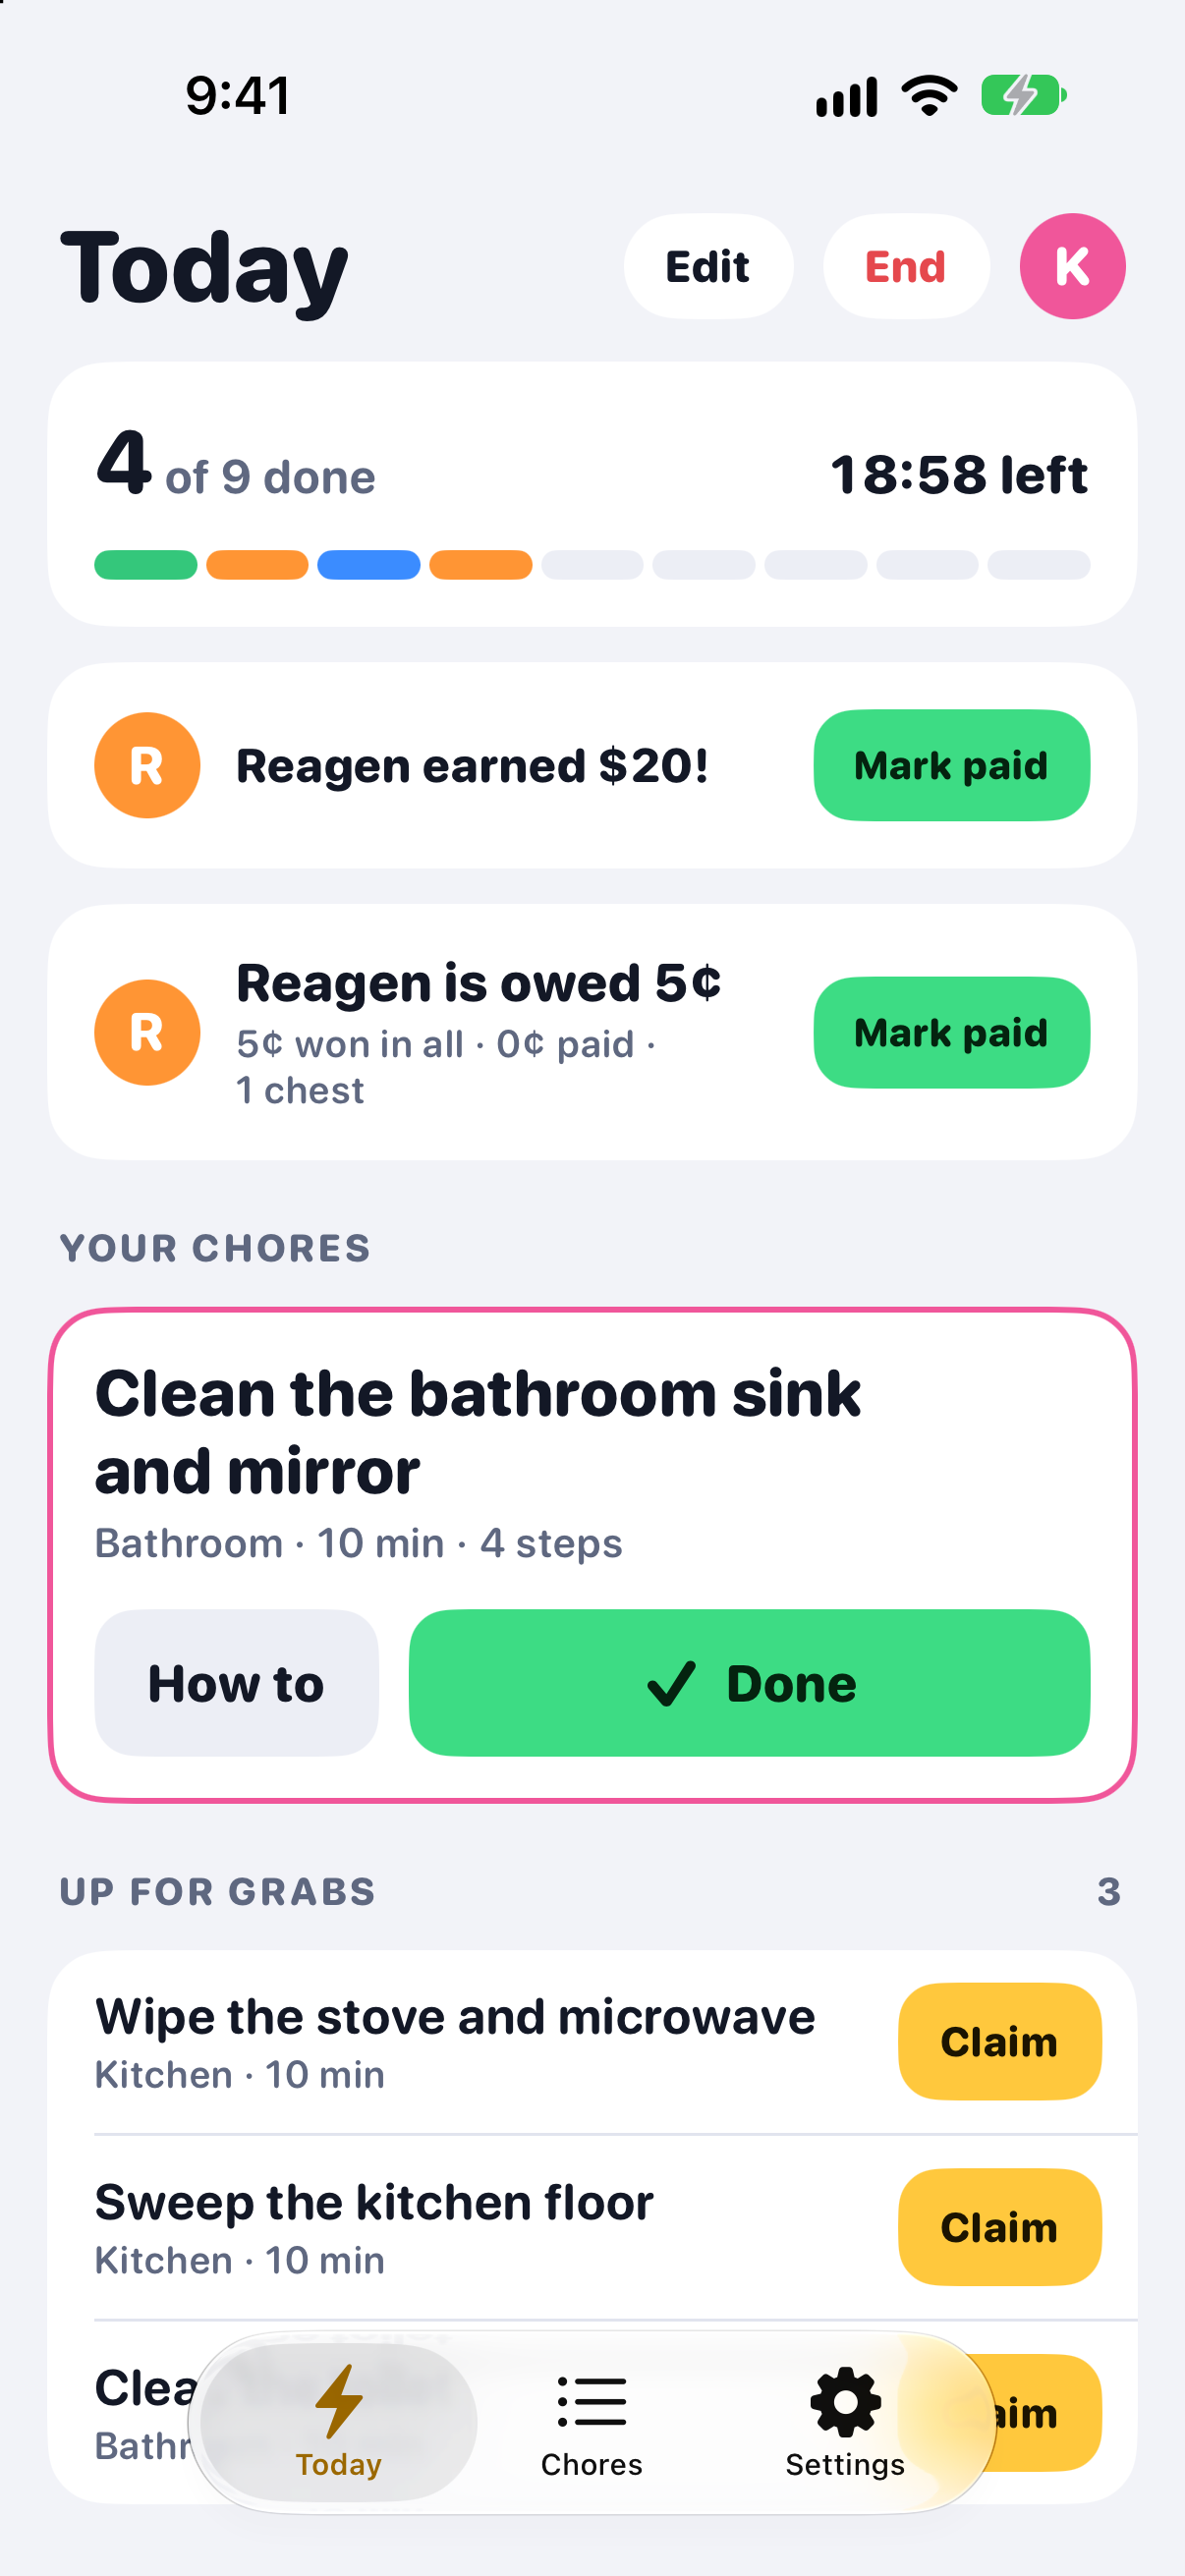 9:41
Today
Edit
End
K
4 of 9 done
18:58 left
R
Reagen earned $20!
Mark paid
R
Reagen is owed 5¢
5¢ won in all · 0¢ paid ·
1 chest
Mark paid
YOUR CHORES
Clean the bathroom sink
and mirror
Bathroom · 10 min · 4 steps
How to
Done
UP FOR GRABS
3
Wipe the stove and microwave
Kitchen · 10 min
Claim
Sweep the kitchen floor
Kitchen · 10 min
Claim
Today
Chores
Settings